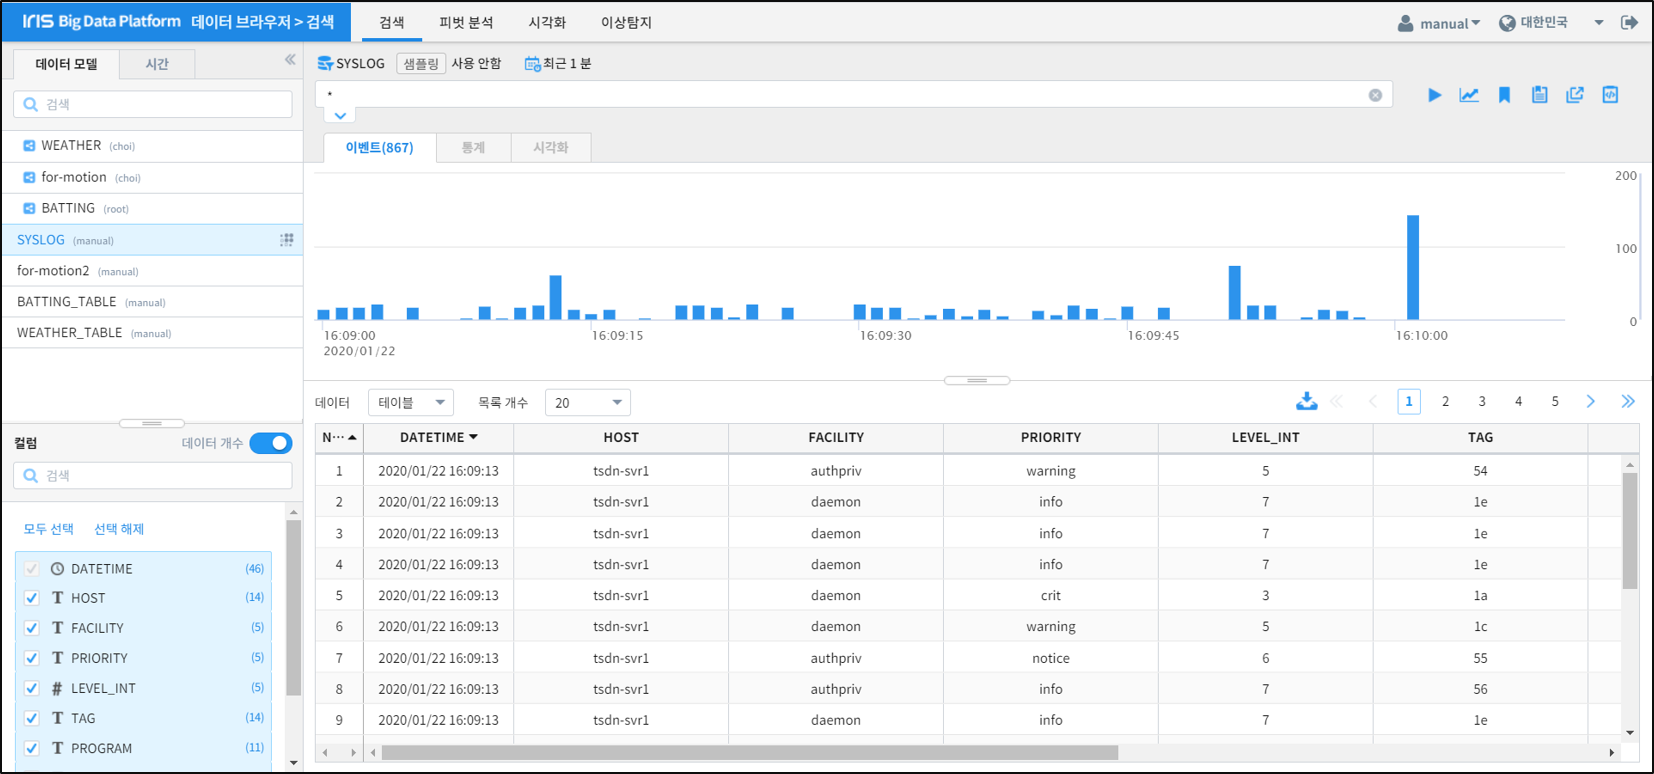 IRIS Big Data Platform 데이터 브라우저 > 검색 검색 피벗 분석 시각화 이상탐지 manual 대한민국
데이터 모델 시간
검색
WEATHER (choi)
for-motion (choi)
BATTING (root)
SYSLOG (manual)
for-motion2 (manual)
BATTING_TABLE (manual)
WEATHER_TABLE (manual)
컬럼 데이터 개수
검색
모두 선택 선택 해제
DATETIME (46)
HOST (14)
FACILITY (5)
PRIORITY (5)
LEVEL_INT (5)
TAG (14)
PROGRAM (11)
SYSLOG 샘플링 사용 안함 최근 1 분
*
이벤트(867) 통계 시각화
200
100
0
16:09:00 16:09:15 16:09:30 16:09:45 16:10:00
2020/01/22
데이터 테이블 목록 개수 20 1 2 3 4 5
N··· DATETIME HOST FACILITY PRIORITY LEVEL_INT TAG
1 2020/01/22 16:09:13 tsdn-svr1 authpriv warning 5 54
2 2020/01/22 16:09:13 tsdn-svr1 daemon info 7 1e
3 2020/01/22 16:09:13 tsdn-svr1 daemon info 7 1e
4 2020/01/22 16:09:13 tsdn-svr1 daemon info 7 1e
5 2020/01/22 16:09:13 tsdn-svr1 daemon crit 3 1a
6 2020/01/22 16:09:13 tsdn-svr1 daemon warning 5 1c
7 2020/01/22 16:09:13 tsdn-svr1 authpriv notice 6 55
8 2020/01/22 16:09:13 tsdn-svr1 authpriv info 7 56
9 2020/01/22 16:09:13 tsdn-svr1 daemon info 7 1e